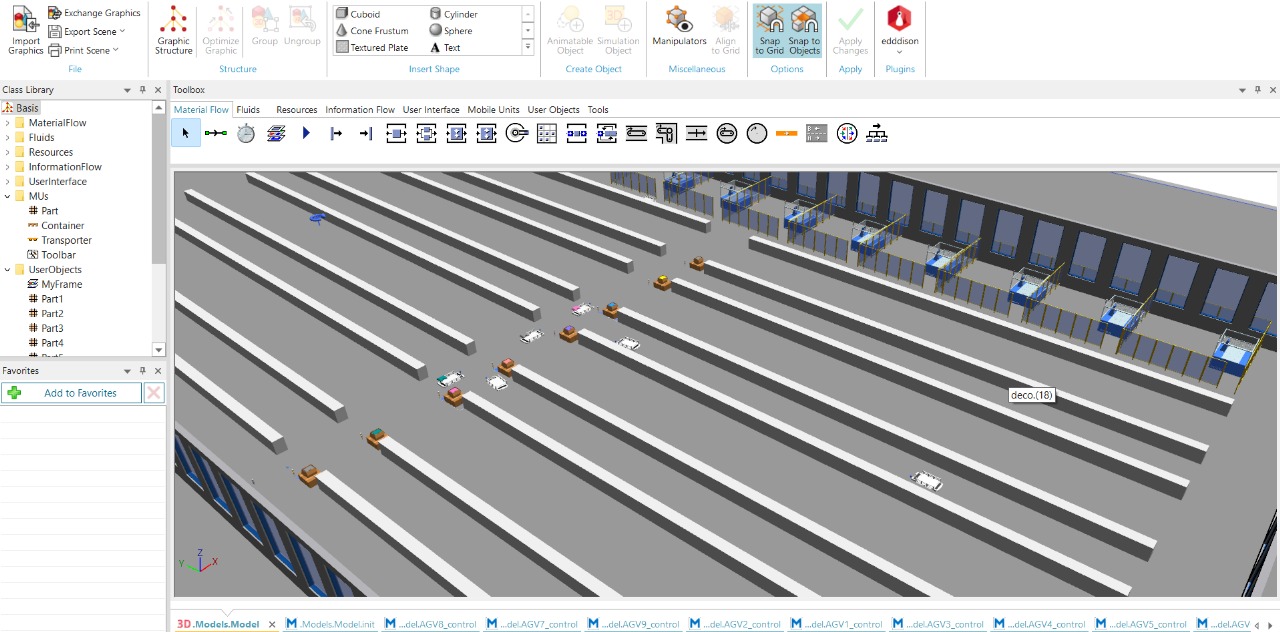 Import
Graphics
Exchange Graphics
Export Scene
Print Scene
File
Graphic
Structure
Optimize
Graphic
Group
Ungroup
Structure
Cuboid
Cylinder
Cone Frustum
Sphere
Textured Plate
A Text
Insert Shape
Animatable
Object
Simulation
Object
Create Object
Manipulators
Align
to Grid
Miscellaneous
Snap
to Grid
Snap to
Objects
Options
Apply
Changes
Apply
edddison
Plugins
Class Library
Toolbox
Basis
MaterialFlow
Fluids
Resources
InformationFlow
UserInterface
MUs
Part
Container
Transporter
Toolbar
UserObjects
MyFrame
Part1
Part2
Part3
Part4
Material Flow
Fluids
Resources
Information Flow
User Interface
Mobile Units
User Objects
Tools
Favorites
Add to Favorites
deco.(18)
Z
Y
X
3D .Models.Model
M .Models.Model.init
M ...del.AGV8_control
M ...del.AGV7_control
M ...del.AGV9_control
M ...del.AGV2_control
M ...del.AGV1_control
M ...del.AGV3_control
M ...del.AGV4_control
M ...del.AGV5_control
M ...del.AGV